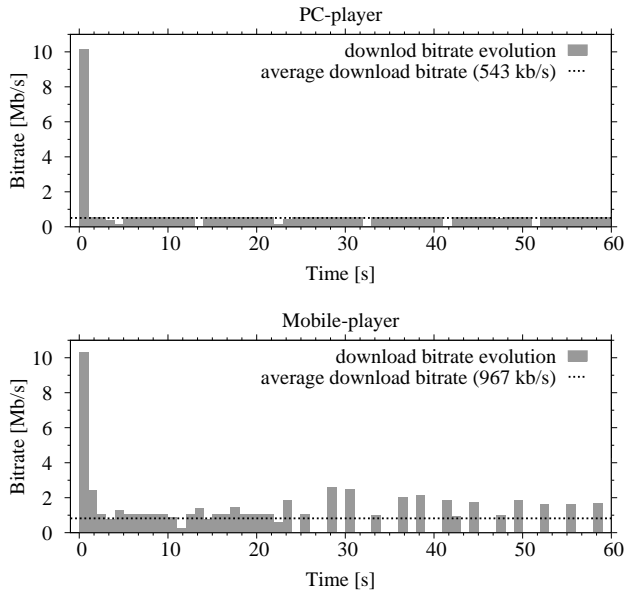 PC-player
downlod bitrate evolution
average download bitrate (543 kb/s)
Bitrate [Mb/s]
10
8
6
4
2
0
0 10 20 30 40 50 60
Time [s]
Mobile-player
download bitrate evolution
average download bitrate (967 kb/s)
Bitrate [Mb/s]
10
8
6
4
2
0
0 10 20 30 40 50 60
Time [s]